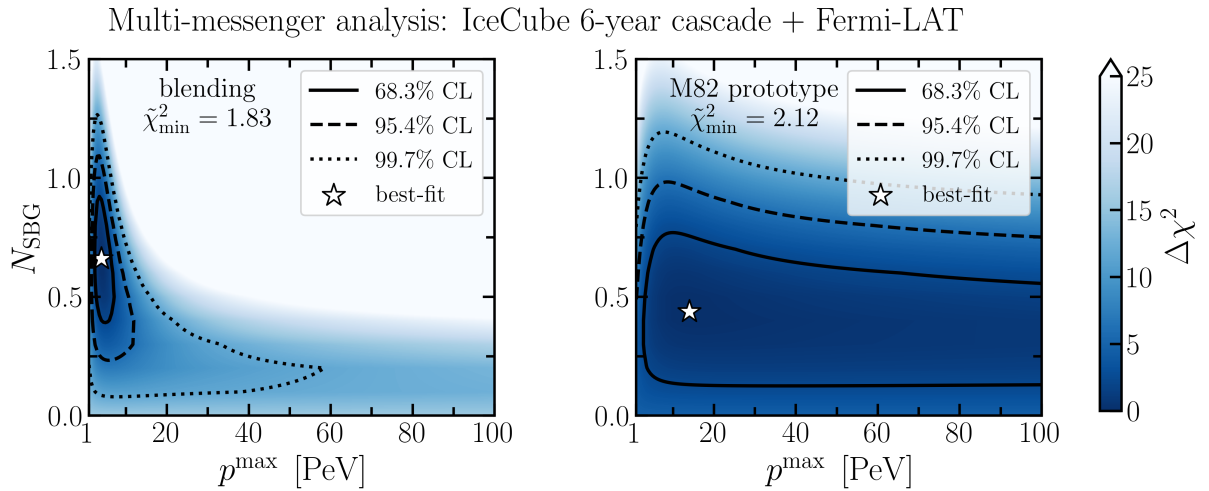 Multi-messenger analysis: IceCube 6-year cascade + Fermi-LAT
blending
χ̃²min = 1.83
68.3% CL
95.4% CL
99.7% CL
best-fit
1.5
1.0
0.5
0.0
N_SBG
1 20 40 60 80 100
p^max [PeV]
M82 prototype
χ̃²min = 2.12
68.3% CL
95.4% CL
99.7% CL
best-fit
1.5
1.0
0.5
0.0
1 20 40 60 80 100
p^max [PeV]
25
20
15
10
5
0
Δχ²